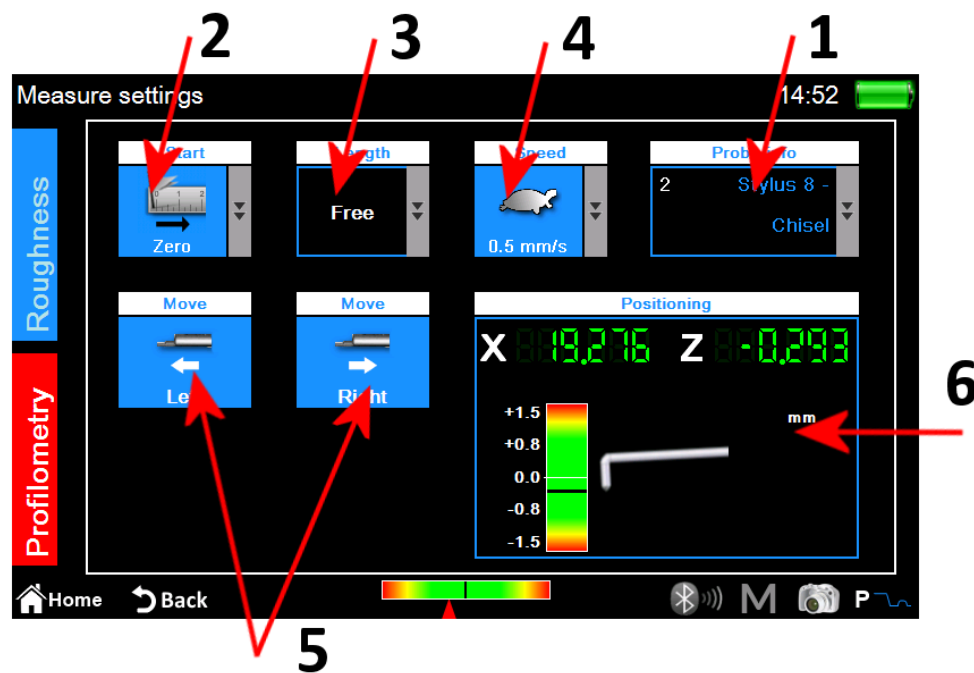 2 3 4 1
Measure settings 14:52
Start Length Speed Probe info
2 Stylus 8 -
Free
Chisel
Zero 0.5 mm/s
Roughness
Move Move Positioning
X 19.276 Z -0.293
Left Right
6
mm
+1.5
+0.8
0.0
-0.8
-1.5
Profilometry
Home Back M P
5